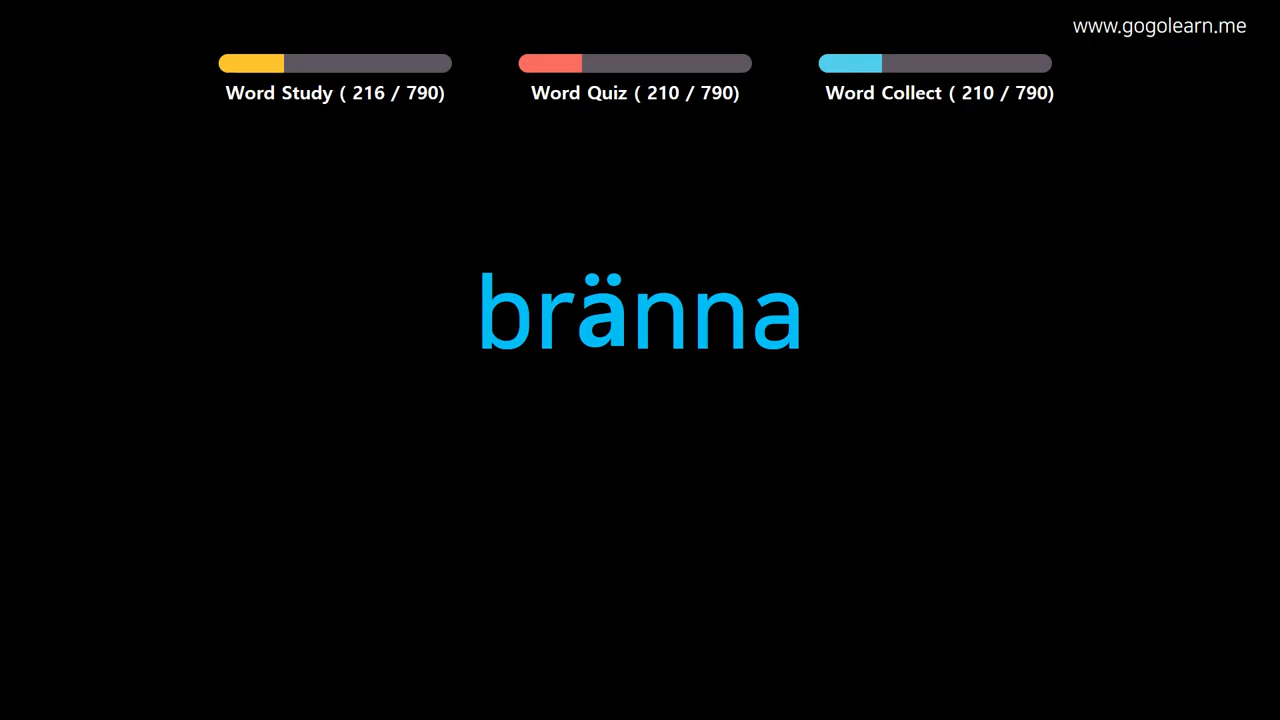 www.gogolearn.me
Word Study ( 216 / 790)
Word Quiz ( 210 / 790)
Word Collect ( 210 / 790)
bränna